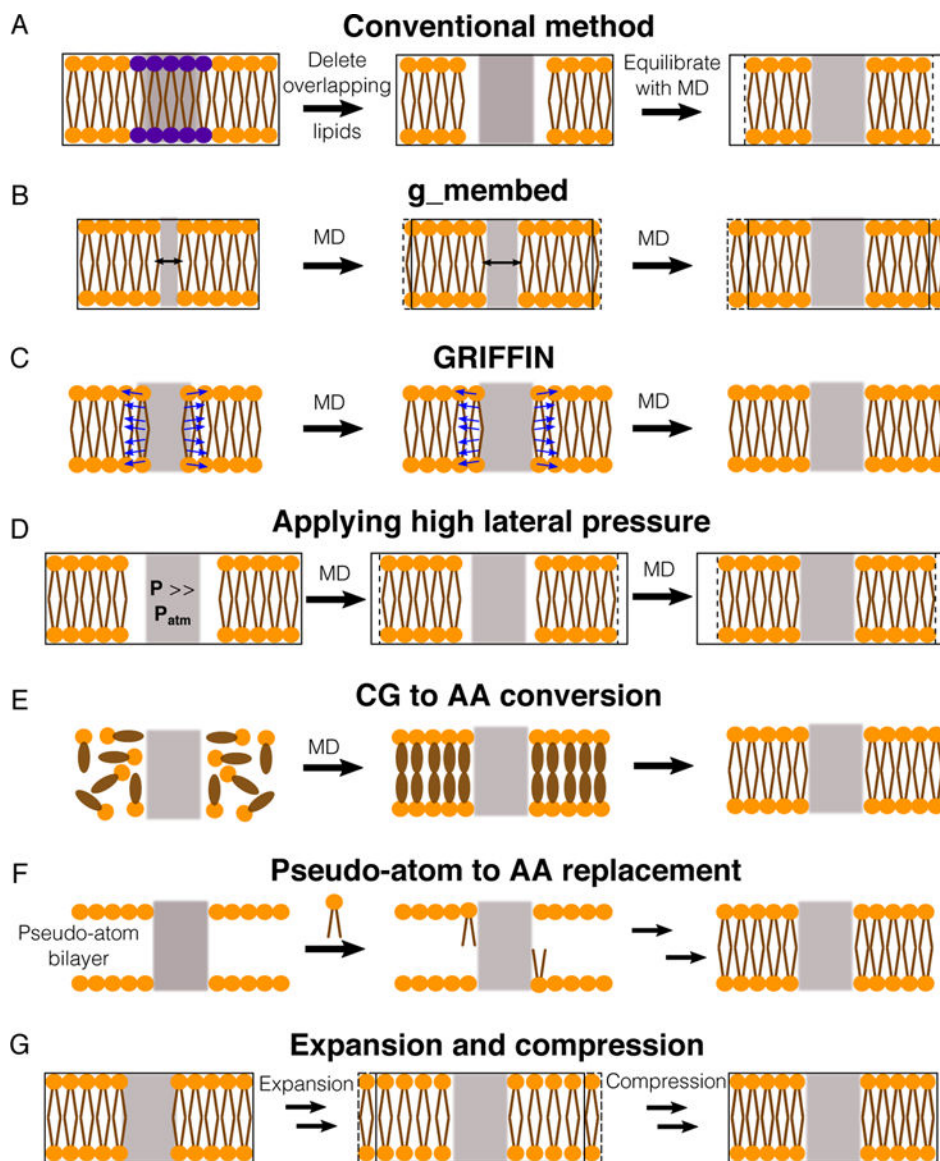 A
Conventional method
Delete
overlapping
lipids
Equilibrate
with MD
B
g_membed
MD
MD
C
GRIFFIN
MD
MD
D
Applying high lateral pressure
P >>
Patm
MD
MD
E
CG to AA conversion
MD
F
Pseudo-atom to AA replacement
Pseudo-atom
bilayer
G
Expansion and compression
Expansion
Compression